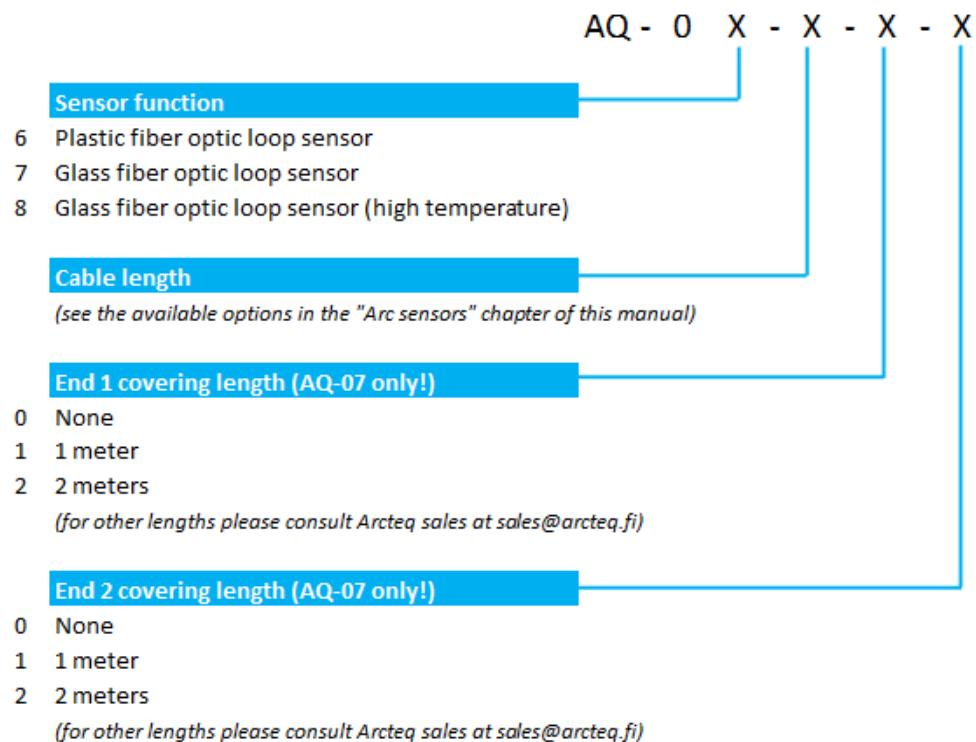 AQ - 0 X - X - X - X
Sensor function
6 Plastic fiber optic loop sensor
7 Glass fiber optic loop sensor
8 Glass fiber optic loop sensor (high temperature)
Cable length
(see the available options in the "Arc sensors" chapter of this manual)
End 1 covering length (AQ-07 only!)
0 None
1 1 meter
2 2 meters
(for other lengths please consult Arcteq sales at sales@arcteq.fi)
End 2 covering length (AQ-07 only!)
0 None
1 1 meter
2 2 meters
(for other lengths please consult Arcteq sales at sales@arcteq.fi)